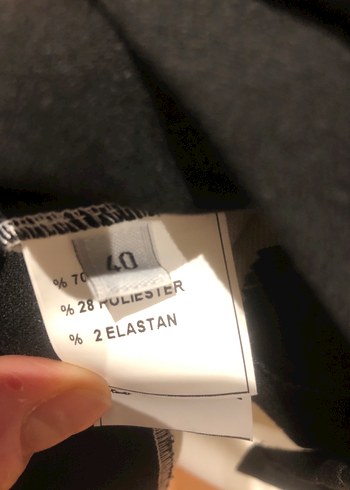 40
% 70
% 28 POLIESTER
% 2 ELASTAN